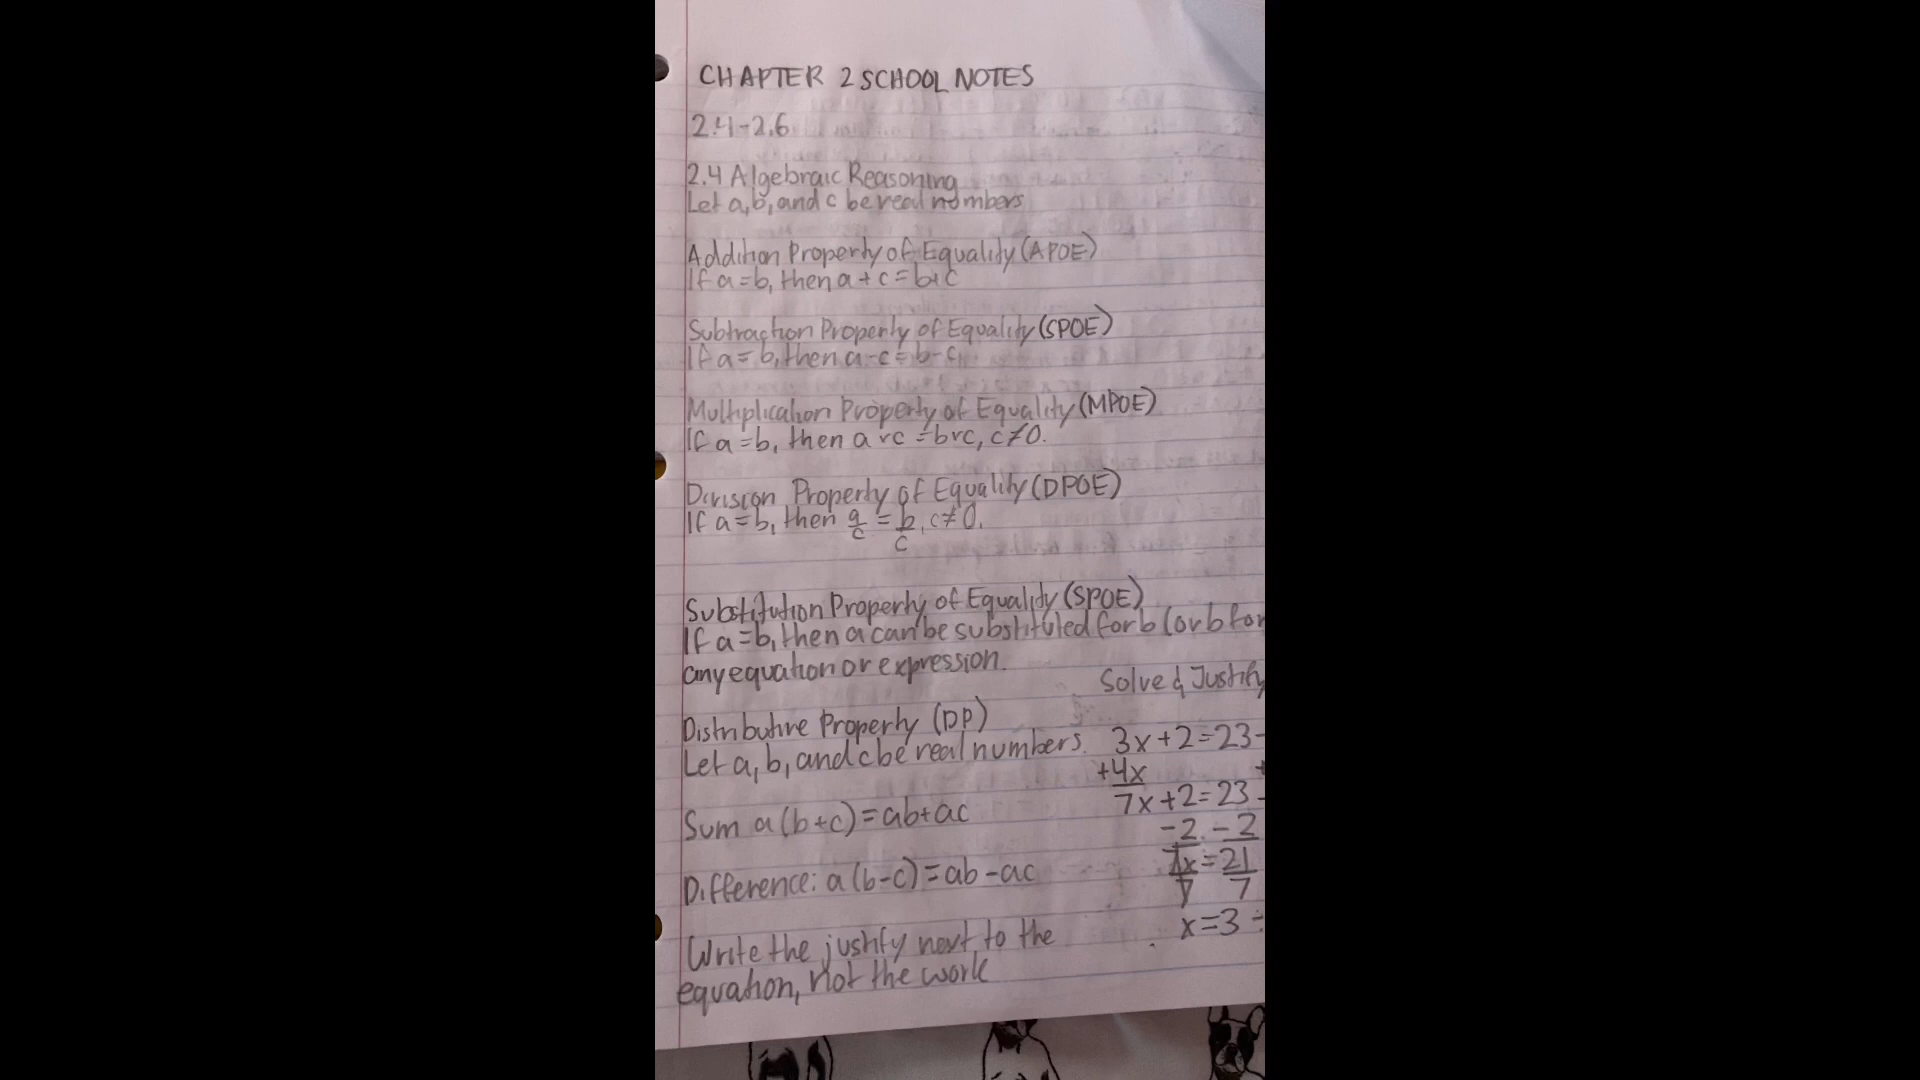 CHAPTER 2 SCHOOL NOTES
2.4-2.6
2.4 Algebraic Reasoning
Let a, b, and c be real numbers
Addition Property of Equality (APOE)
If a=b, then a+c=b+c
Subtraction Property of Equality (SPOE)
If a=b, then a-c=b-c
Multiplication Property of Equality (MPOE)
If a=b, then a•c=b•c, c≠0.
Division Property of Equality (DPOE)
If a=b, then a/c = b/c, c≠0.
Substitution Property of Equality (SPOE)
If a=b, then a can be substituted for b (or b for
any equation or expression.
Distributive Property (DP)
Let a, b, and c be real numbers.
Sum a(b+c)=ab+ac
Difference: a(b-c)=ab-ac
Write the justify next to the
equation, not the work
Solve & Justify
3x+2=23-
+4x +
7x+2=23-
-2 -2
7x=21
7 7
x=3 -